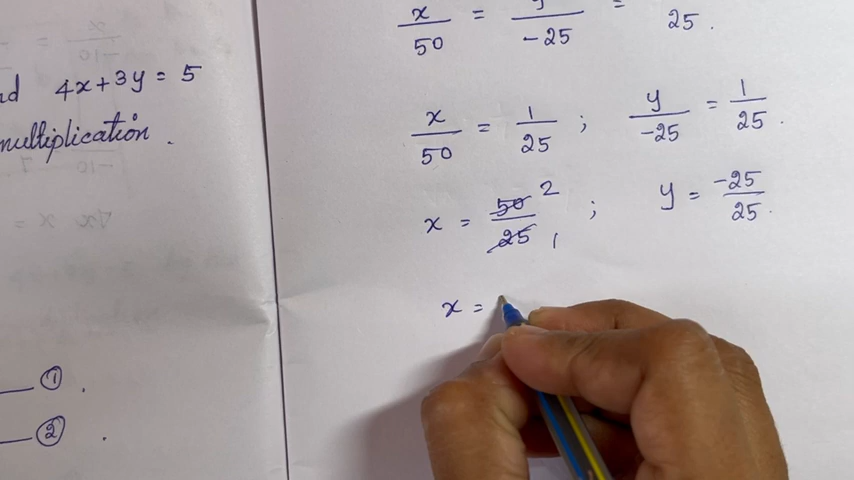 nd 4x+3y = 5
multiplication.
① .
② .
x/50 = y/-25 = /25.
x/50 = 1/25 ; y/-25 = 1/25.
x = 50/25 2/1 ; y = -25/25.
x =